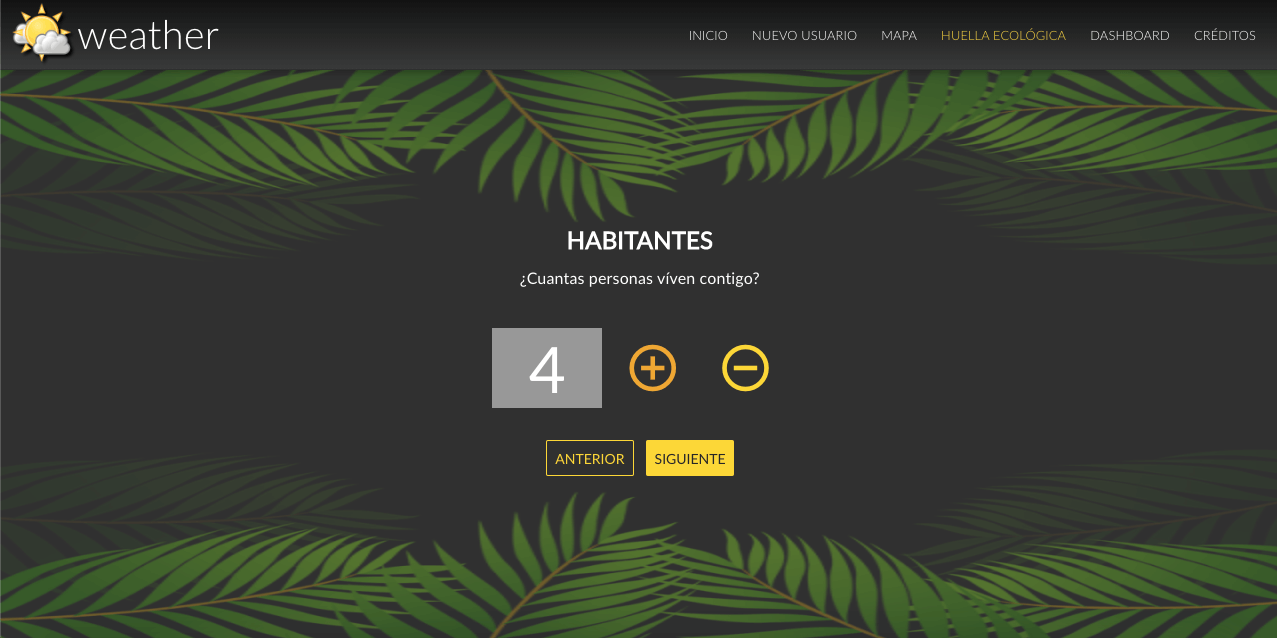 weather
INICIO NUEVO USUARIO MAPA HUELLA ECOLÓGICA DASHBOARD CRÉDITOS
HABITANTES
¿Cuantas personas víven contigo?
4
ANTERIOR SIGUIENTE